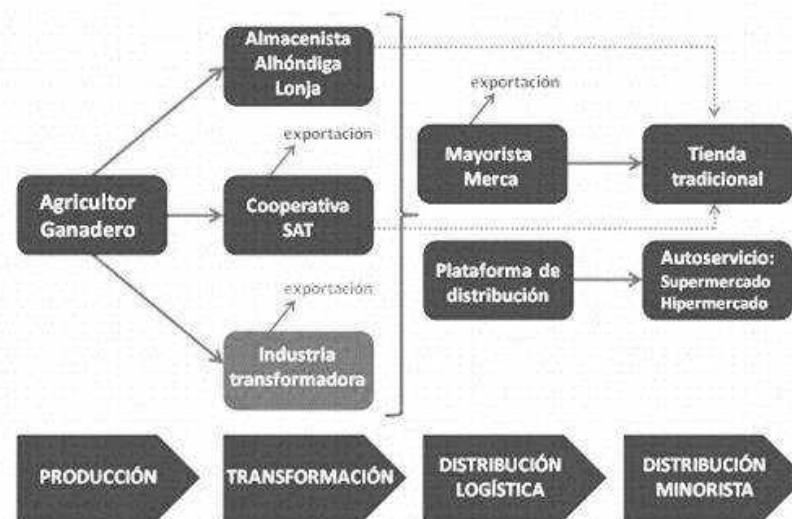 Almacenista
Alhóndiga
Lonja
exportación
Mayorista
Merca
Tienda
tradicional
exportación
Agricultor
Ganadero
Cooperativa
SAT
Plataforma de
distribución
Autoservicio:
Supermercado
Hipermercado
exportación
Industria
transformadora
PRODUCCIÓN
TRANSFORMACIÓN
DISTRIBUCIÓN
LOGÍSTICA
DISTRIBUCIÓN
MINORISTA